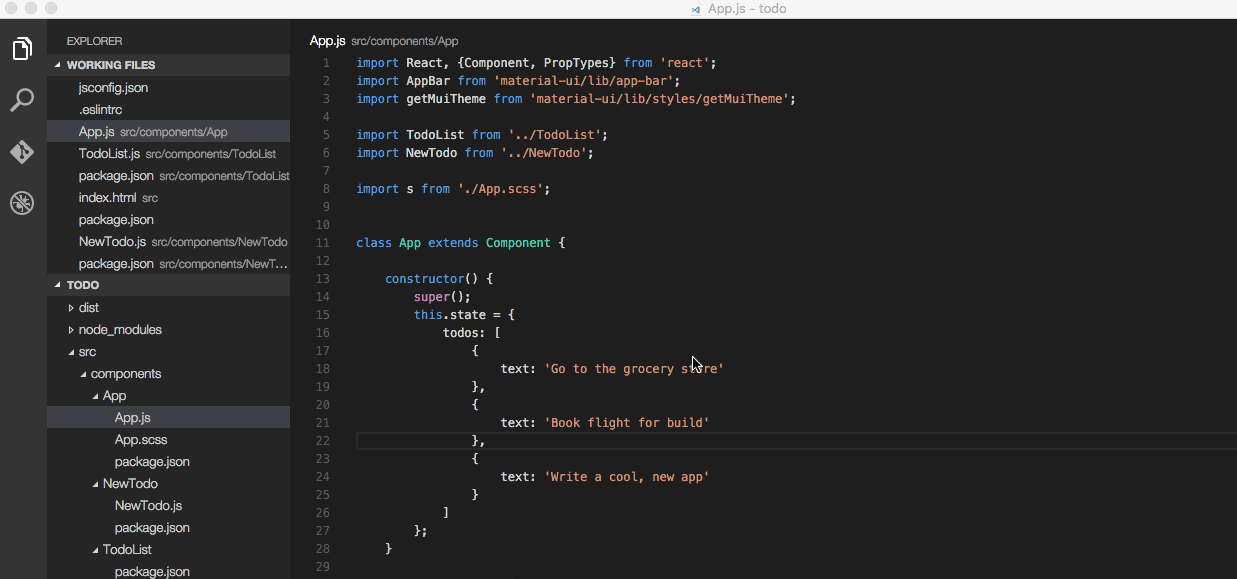 App.js - todo
EXPLORER
WORKING FILES
jsconfig.json
.eslintrc
App.js src/components/App
TodoList.js src/components/TodoList
package.json src/components/TodoList
index.html src
package.json
NewTodo.js src/components/NewTodo
package.json src/components/NewT...
TODO
dist
node_modules
src
components
App
App.js
App.scss
package.json
NewTodo
NewTodo.js
package.json
TodoList
package.json
App.js src/components/App
1 import React, {Component, PropTypes} from 'react';
2 import AppBar from 'material-ui/lib/app-bar';
3 import getMuiTheme from 'material-ui/lib/styles/getMuiTheme';
4
5 import TodoList from '../TodoList';
6 import NewTodo from '../NewTodo';
7
8 import s from './App.scss';
9
10
11 class App extends Component {
12
13 constructor() {
14 super();
15 this.state = {
16 todos: [
17 {
18 text: 'Go to the grocery store'
19 },
20 {
21 text: 'Book flight for build'
22 },
23 {
24 text: 'Write a cool, new app'
25 }
26 ]
27 };
28 }
29